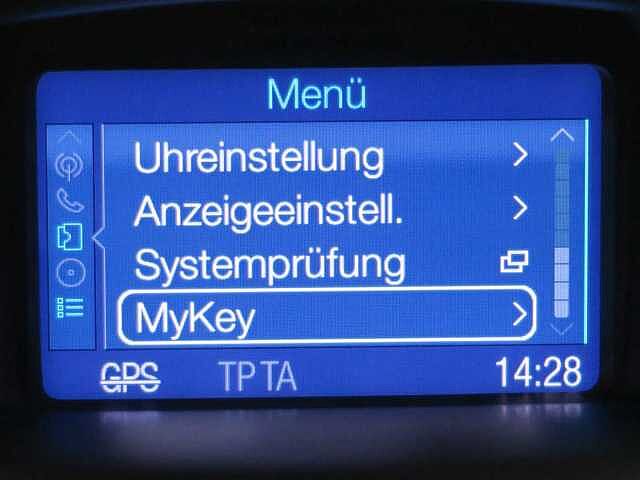 Menü
Uhreinstellung
Anzeigeeinstell.
Systemprüfung
MyKey
GPS TP TA 14:28